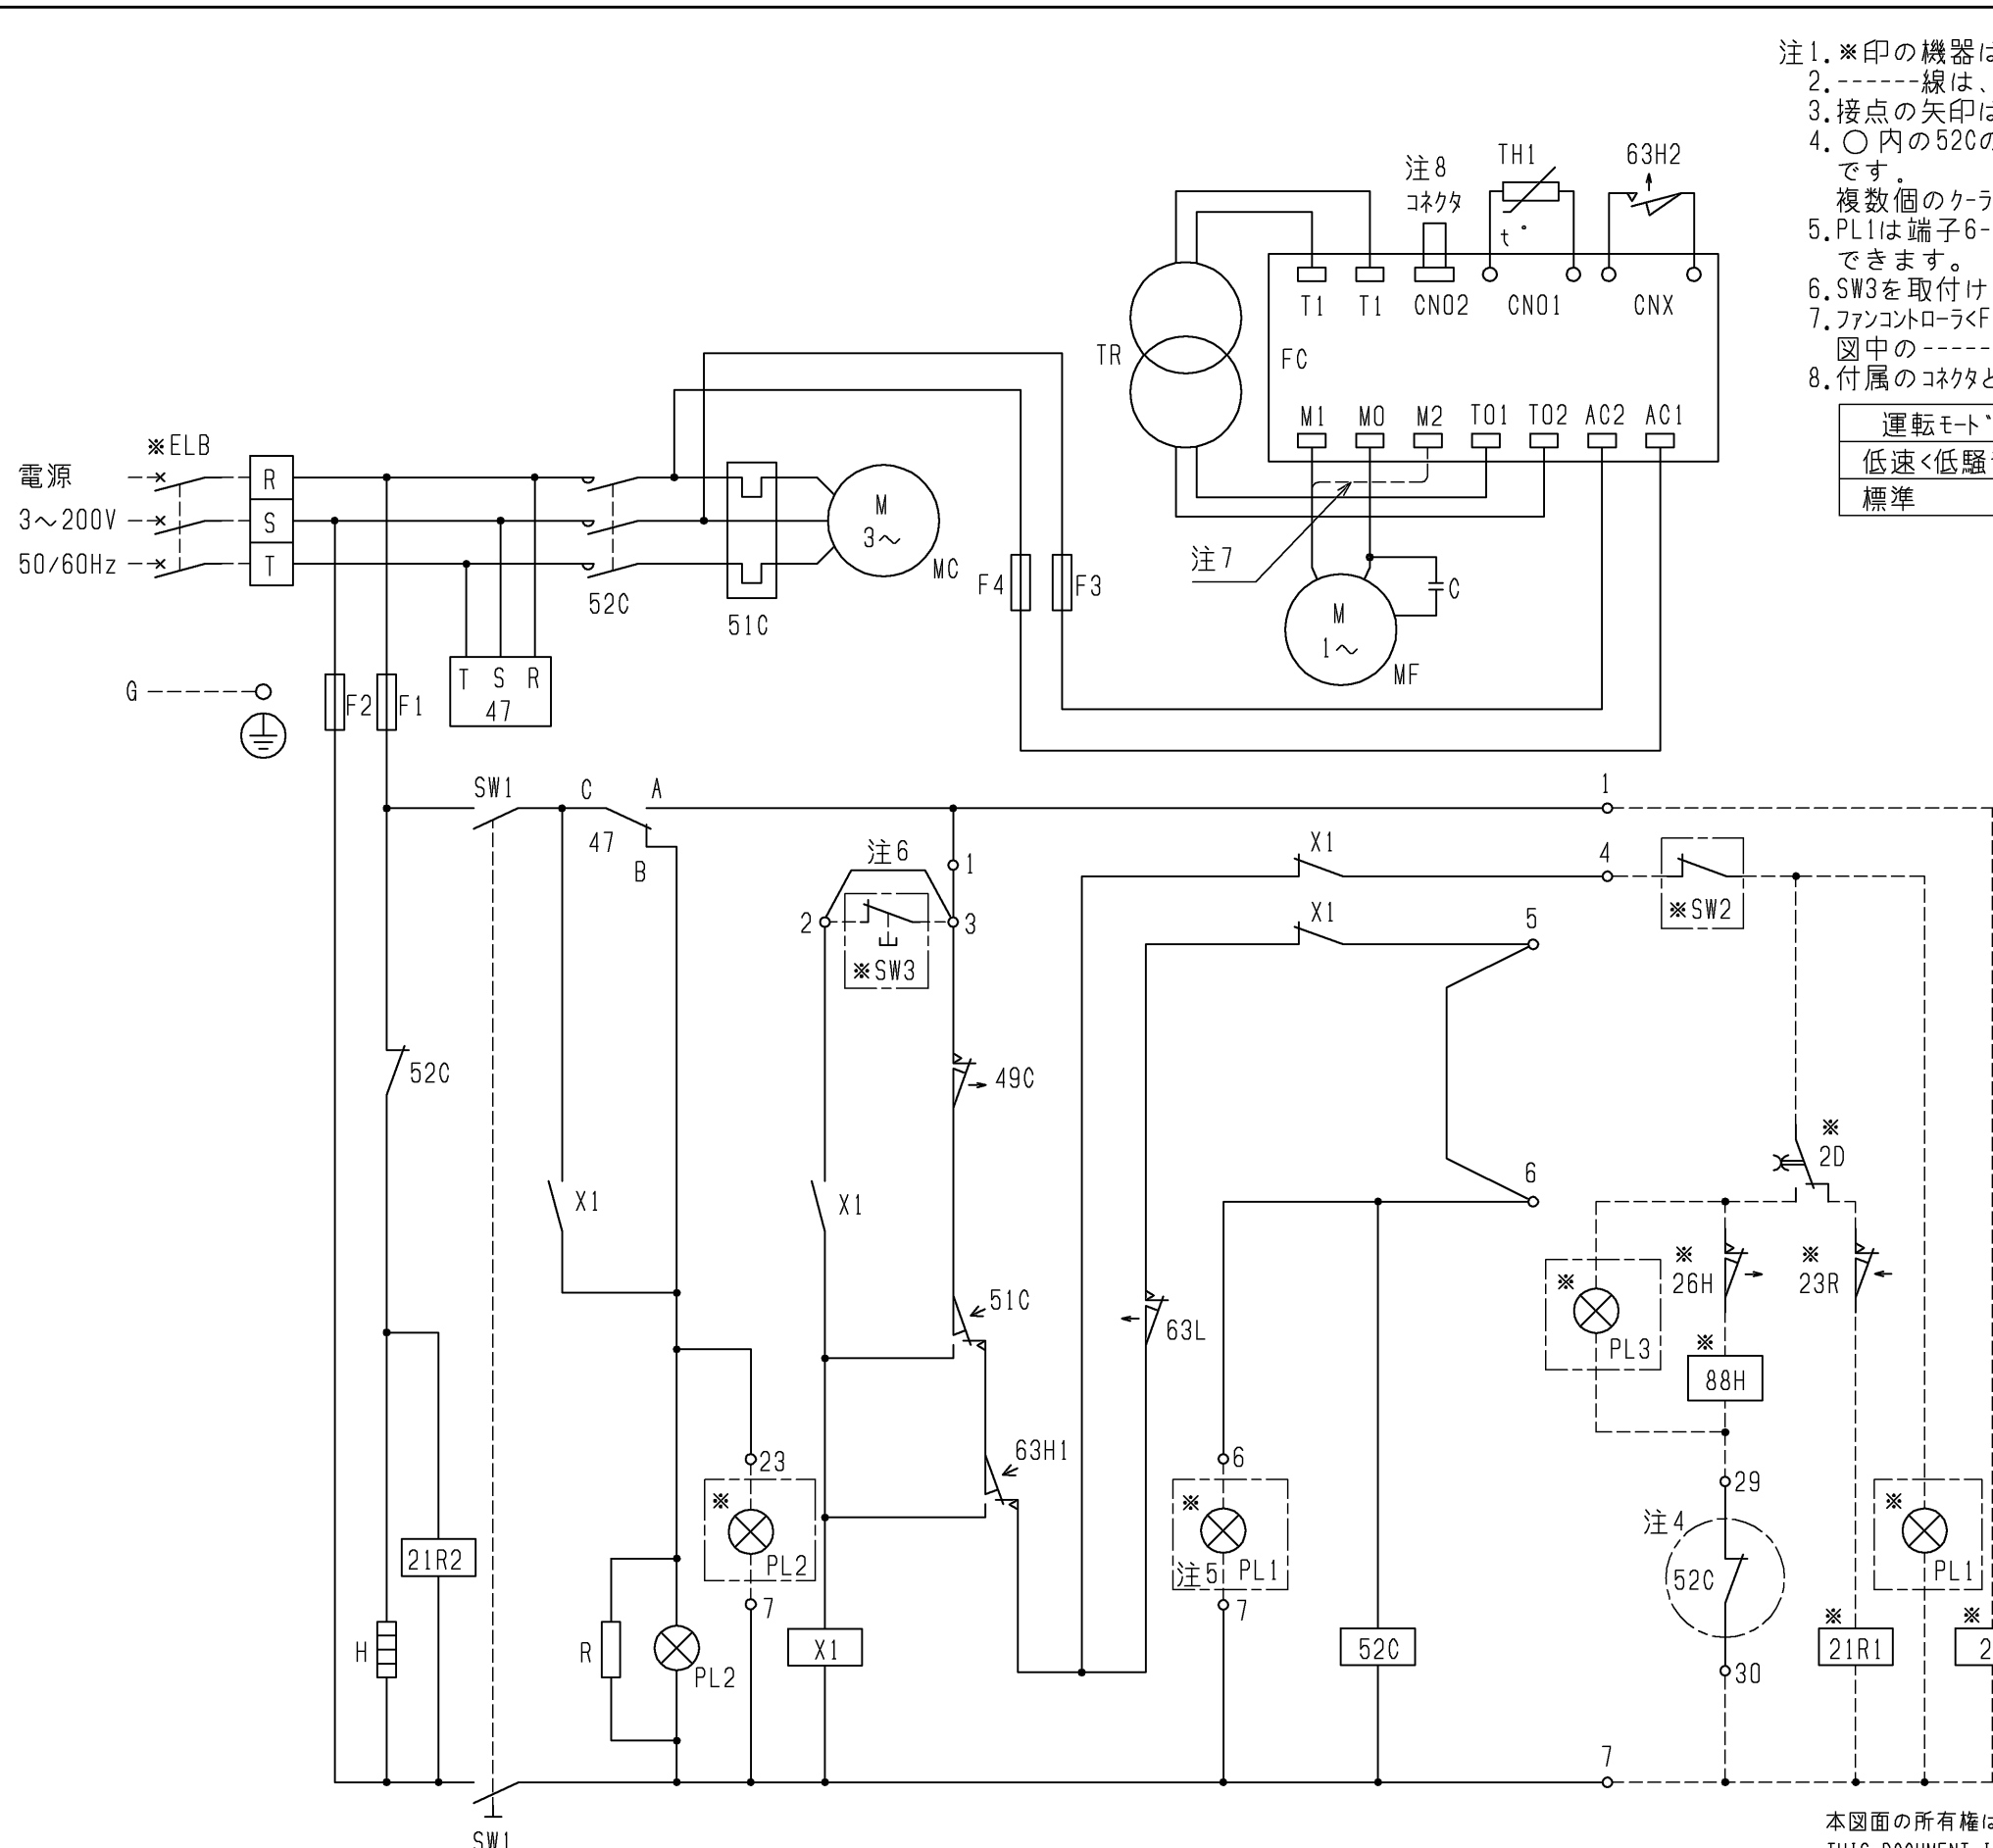 注1.※印の機器は
2.------線は、
3.接点の矢印は
4.○内の52Cの
です。
複数個のクーラ
5.PL1は端子6-
できます。
6.SW3を取付け
7.ファンコントローラ<F
図中の-----
8.付属のコネクタと
運転モード
低速<低騒
標準
注8
コネクタ
TH1
t°
63H2
T1
T1
CN02
CN01
CNX
TR
FC
M1
M0
M2
T01
T02
AC2
AC1
※ELB
電源
3～200V
50/60Hz
R
S
T
M
3～
MC
52C
51C
F4
F3
注7
M
1～
MF
C
G
F2
F1
T S R
47
SW1
C
A
47
B
注6
1
2
3
※SW3
X1
X1
1
4
5
※SW2
52C
49C
X1
X1
51C
63L
63H1
6
※
2D
※
26H
※
23R
※
PL3
※
88H
29
注4
52C
30
21R2
H
R
PL2
23
※
PL2
7
X1
6
※
注5
PL1
7
52C
※
PL1
※
21R1
※
2
7
SW1
本図面の所有権は
THIS DOCUMENT I